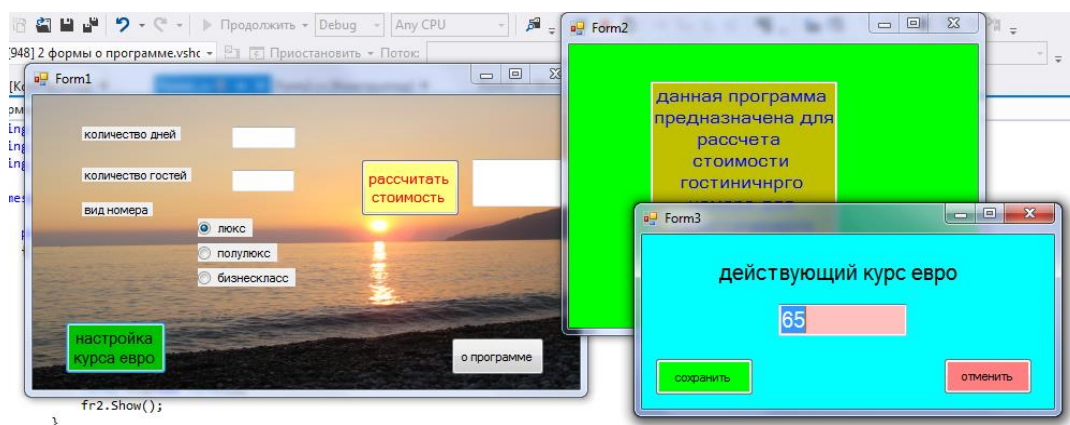 Продолжить Debug Any CPU
[948] 2 формы о программе.vshc Приостановить Поток:
Form1
количество дней
количество гостей
вид номера
люкс
полулюкс
бизнескласс
рассчитать
стоимость
настройка
курса евро
о программе
fr2.Show();
}
Form2
данная программа
предназначена для
рассчета
стоимости
гостиничнрго
Form3
действующий курс евро
65
сохранить
отменить